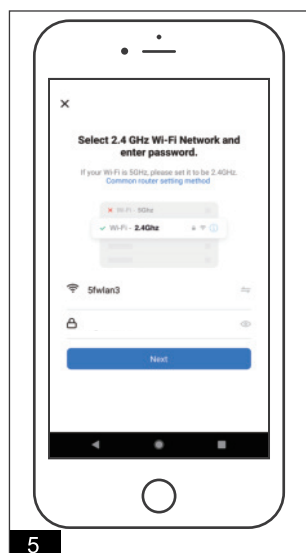 Select 2.4 GHz Wi-Fi Network and
enter password.
If your Wi-Fi is 5GHz, please set it to be 2.4GHz.
Common router setting method
Wi-Fi - 5Ghz
Wi-Fi - 2.4Ghz
5fwlan3
Next
5